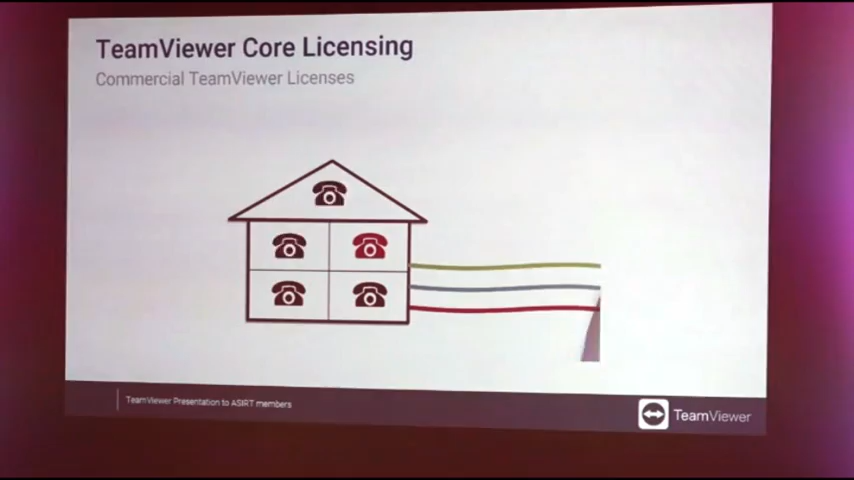 TeamViewer Core Licensing
Commercial TeamViewer Licenses
TeamViewer Presentation to ASIRT members
TeamViewer